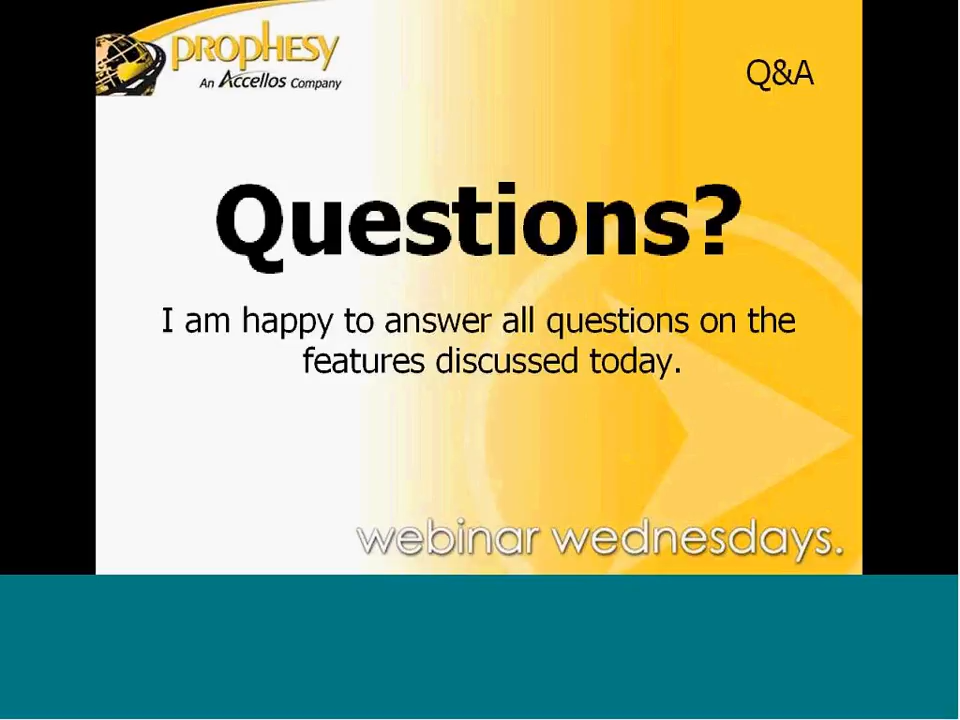 PROPHESY
An Accellos Company
Q&A
Questions?
I am happy to answer all questions on the
features discussed today.
webinar wednesdays.